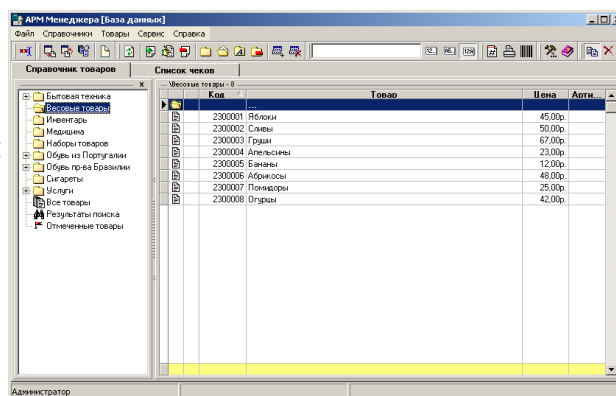 АРМ Менеджера [База данных]
Файл Справочники Товары Сервис Справка
Справочник товаров Список чеков
\Весовые товары - 8
Код Товар Цена Арти...
Бытовая техника
Весовые товары
Инвентарь
Медицина
Наборы товаров
Обувь из Португалии
Обувь пр-ва Бразилии
Сигареты
Услуги
Все товары
Результаты поиска
Отмеченные товары
...
2300001 Яблоки 45,00р.
2300002 Сливы 50,00р.
2300003 Груши 67,00р.
2300004 Апельсины 23,00р.
2300005 Бананы 12,00р.
2300006 Абрикосы 48,00р.
2300007 Помидоры 25,00р.
2300008 Огурцы 42,00р.
Администратор